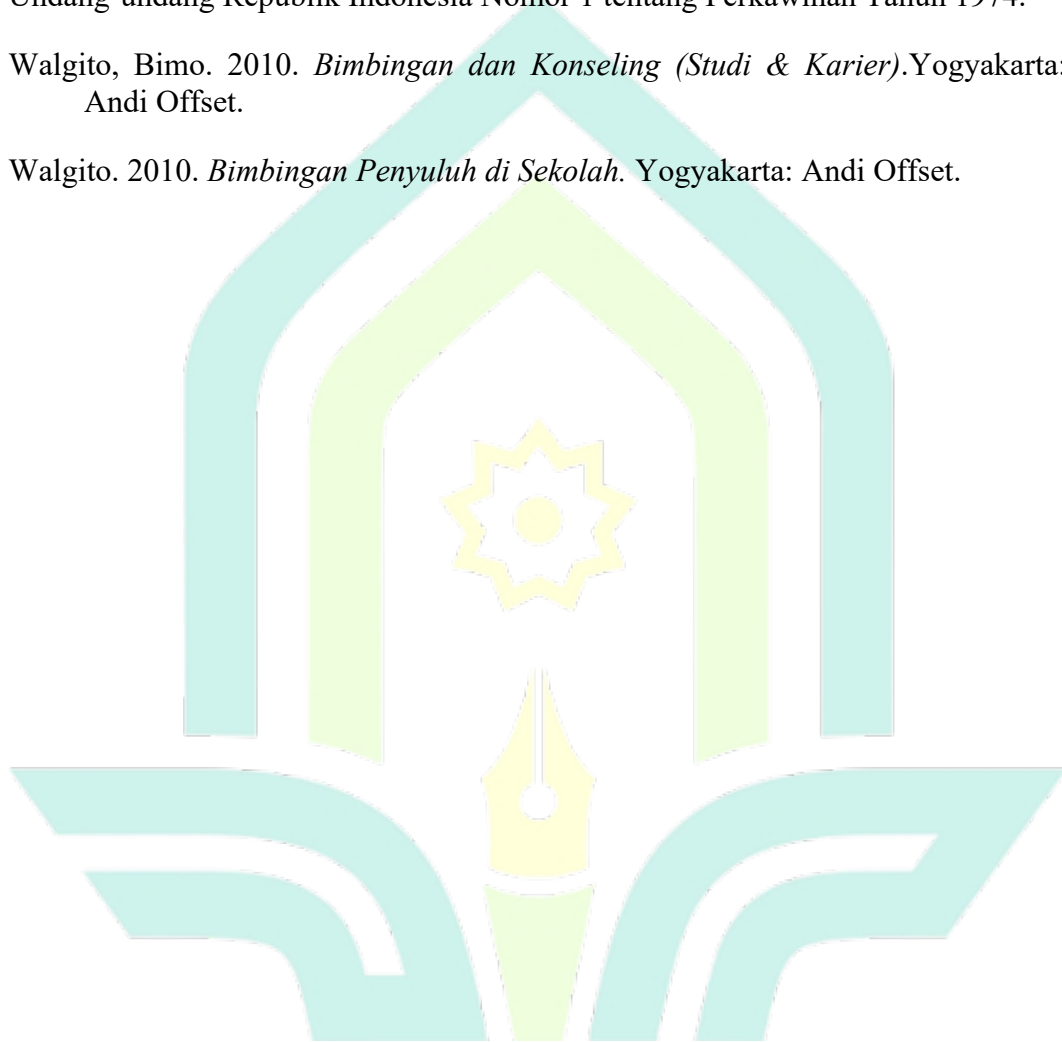 Undang-undang Republik Indonesia Nomor 1 tentang Perkawinan Tahun 1974.
Walgito, Bimo. 2010. Bimbingan dan Konseling (Studi & Karier).Yogyakarta:
Andi Offset.
Walgito. 2010. Bimbingan Penyuluh di Sekolah. Yogyakarta: Andi Offset.